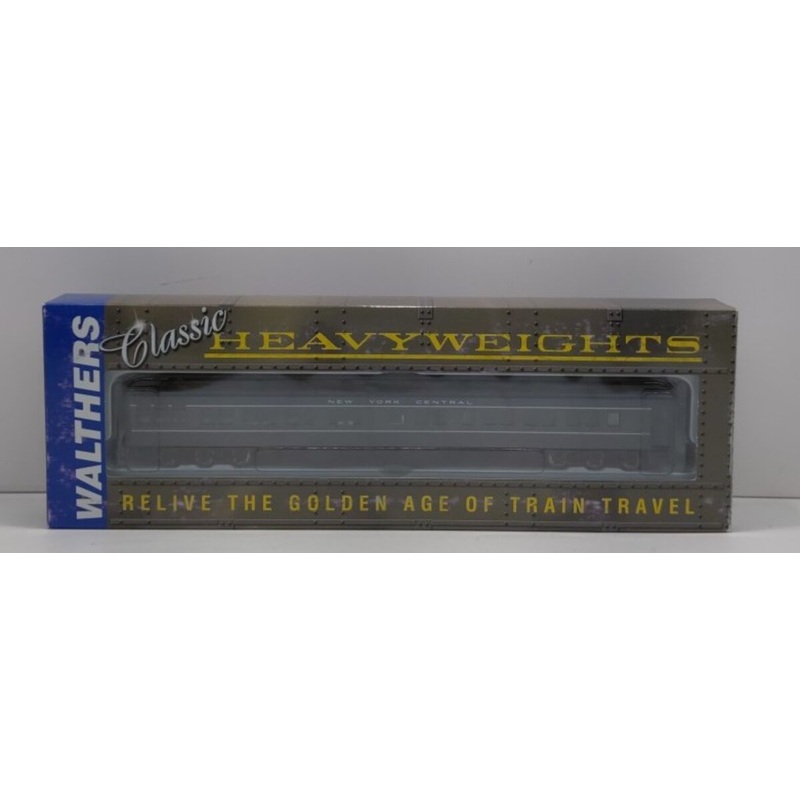 WALTHERS
Classic
HEAVYWEIGHTS
NEW YORK CENTRAL
RELIVE THE GOLDEN AGE OF TRAIN TRAVEL